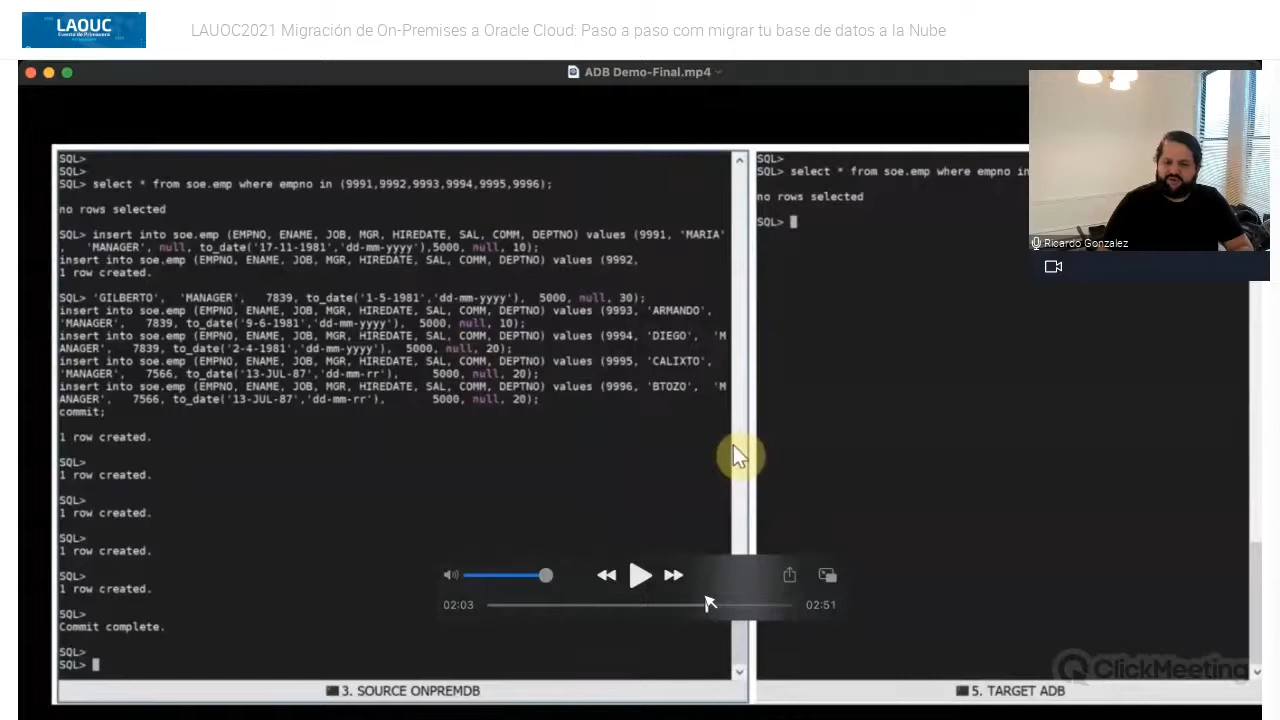 LAOUC
Evento de Primavera
LAUOC2021 Migración de On-Premises a Oracle Cloud: Paso a paso com migrar tu base de datos a la Nube
ADB Demo-Final.mp4
SQL>
SQL>
SQL> select * from soe.emp where empno in (9991,9992,9993,9994,9995,9996);
no rows selected
SQL> insert into soe.emp (EMPNO, ENAME, JOB, MGR, HIREDATE, SAL, COMM, DEPTNO) values (9991, 'MARIA'
, 'MANAGER', null, to_date('17-11-1981','dd-mm-yyyy'),5000, null, 10);
insert into soe.emp (EMPNO, ENAME, JOB, MGR, HIREDATE, SAL, COMM, DEPTNO) values (9992,
1 row created.
SQL> 'GILBERTO', 'MANAGER', 7839, to_date('1-5-1981','dd-mm-yyyy'), 5000, null, 30);
insert into soe.emp (EMPNO, ENAME, JOB, MGR, HIREDATE, SAL, COMM, DEPTNO) values (9993, 'ARMANDO',
'MANAGER', 7839, to_date('9-6-1981','dd-mm-yyyy'), 5000, null, 10);
insert into soe.emp (EMPNO, ENAME, JOB, MGR, HIREDATE, SAL, COMM, DEPTNO) values (9994, 'DIEGO', 'M
ANAGER', 7839, to_date('2-4-1981','dd-mm-yyyy'), 5000, null, 20);
insert into soe.emp (EMPNO, ENAME, JOB, MGR, HIREDATE, SAL, COMM, DEPTNO) values (9995, 'CALIXTO',
'MANAGER', 7566, to_date('13-JUL-87','dd-mm-rr'), 5000, null, 20);
insert into soe.emp (EMPNO, ENAME, JOB, MGR, HIREDATE, SAL, COMM, DEPTNO) values (9996, 'BTOZO', 'M
ANAGER', 7566, to_date('13-JUL-87','dd-mm-rr'), 5000, null, 20);
commit;
1 row created.
SQL>
1 row created.
SQL>
1 row created.
SQL>
1 row created.
SQL>
1 row created.
SQL>
Commit complete.
SQL>
SQL>
3. SOURCE ONPREMDB
SQL>
SQL> select * from soe.emp where empno in
no rows selected
SQL>
5. TARGET ADB
Ricardo Gonzalez
02:03
02:51
ClickMeeting